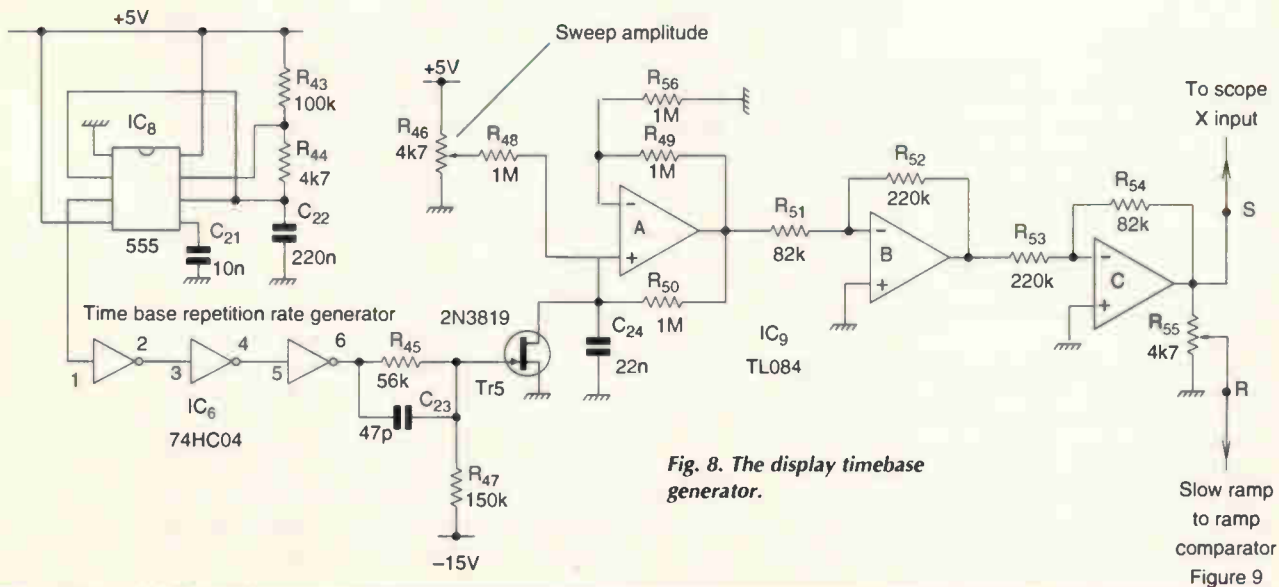 +5V
R43
100k
IC8
R44
4k7
C22
220n
555
C21
10n
Time base repetition rate generator
1
2
3
4
5
6
IC6
74HC04
R45
56k
C23
47p
2N3819
Tr5
R47
150k
–15V
Sweep amplitude
+5V
R46
4k7
R48
1M
R56
1M
R49
1M
A
R50
1M
C24
22n
R51
82k
R52
220k
B
IC9
TL084
R53
220k
R54
82k
C
R55
4k7
To scope
X input
S
R
Slow ramp
to ramp
comparator
Figure 9
Fig. 8. The display timebase
generator.